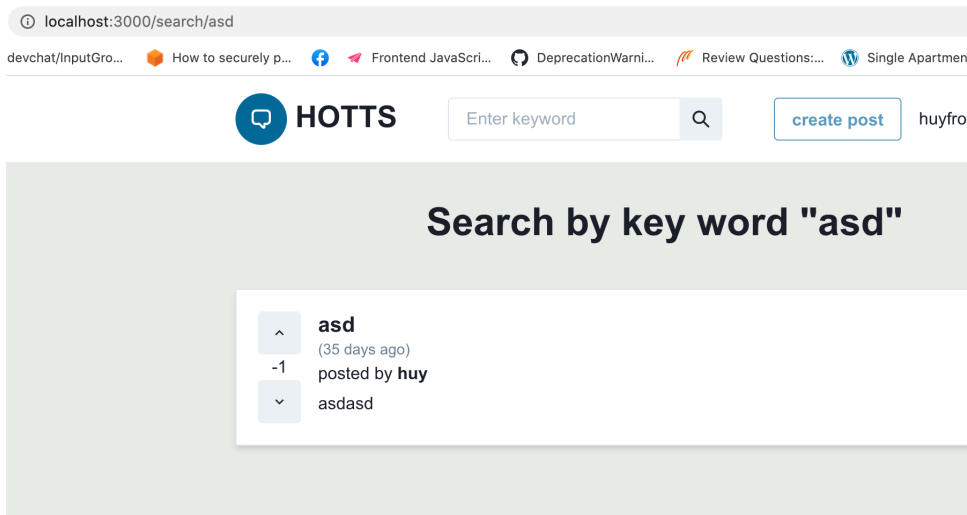 localhost:3000/search/asd
devchat/InputGro... How to securely p... Frontend JavaScri... DeprecationWarni... Review Questions:... Single Apartmen
HOTTS Enter keyword create post huyfro
Search by key word "asd"
asd
(35 days ago)
-1 posted by huy
asdasd